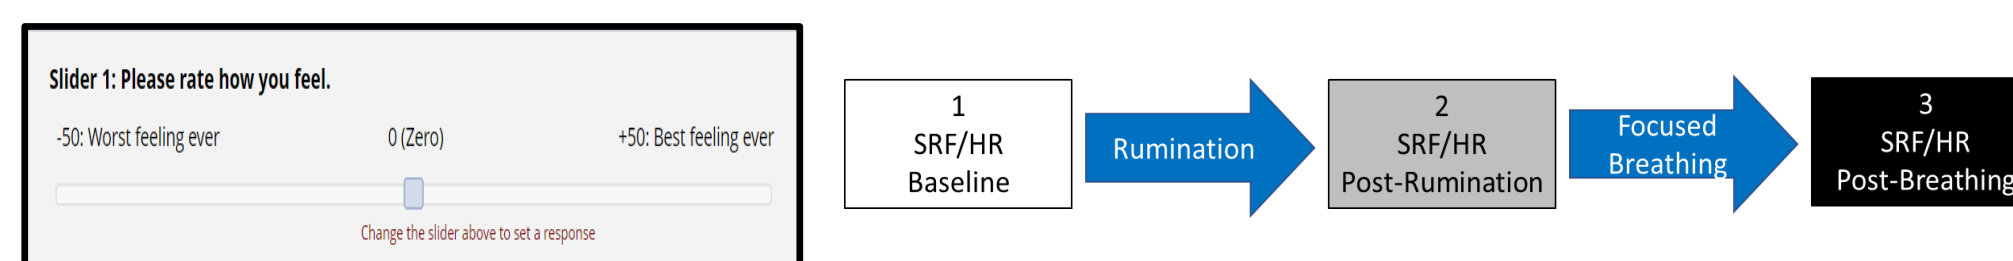 Slider 1: Please rate how you feel.
-50: Worst feeling ever 0 (Zero) +50: Best feeling ever
Change the slider above to set a response
1
SRF/HR
Baseline
Rumination
2
SRF/HR
Post-Rumination
Focused
Breathing
3
SRF/HR
Post-Breathing